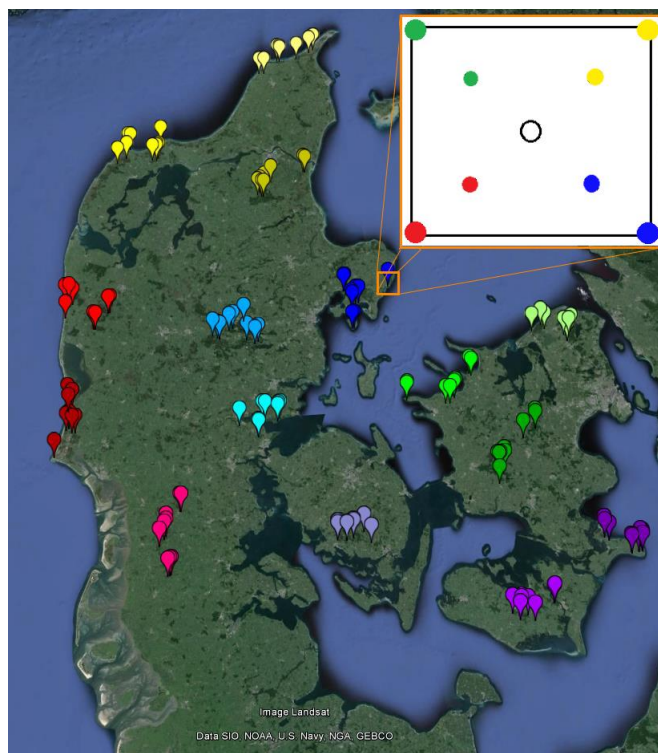 Image Landsat
Data SIO, NOAA, U.S. Navy, NGA, GEBCO